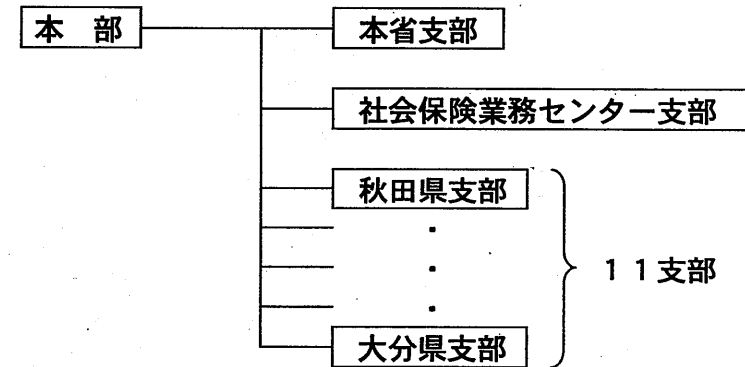 本　部
本省支部
社会保険業務センター支部
秋田県支部
・
・
・
１１支部
大分県支部